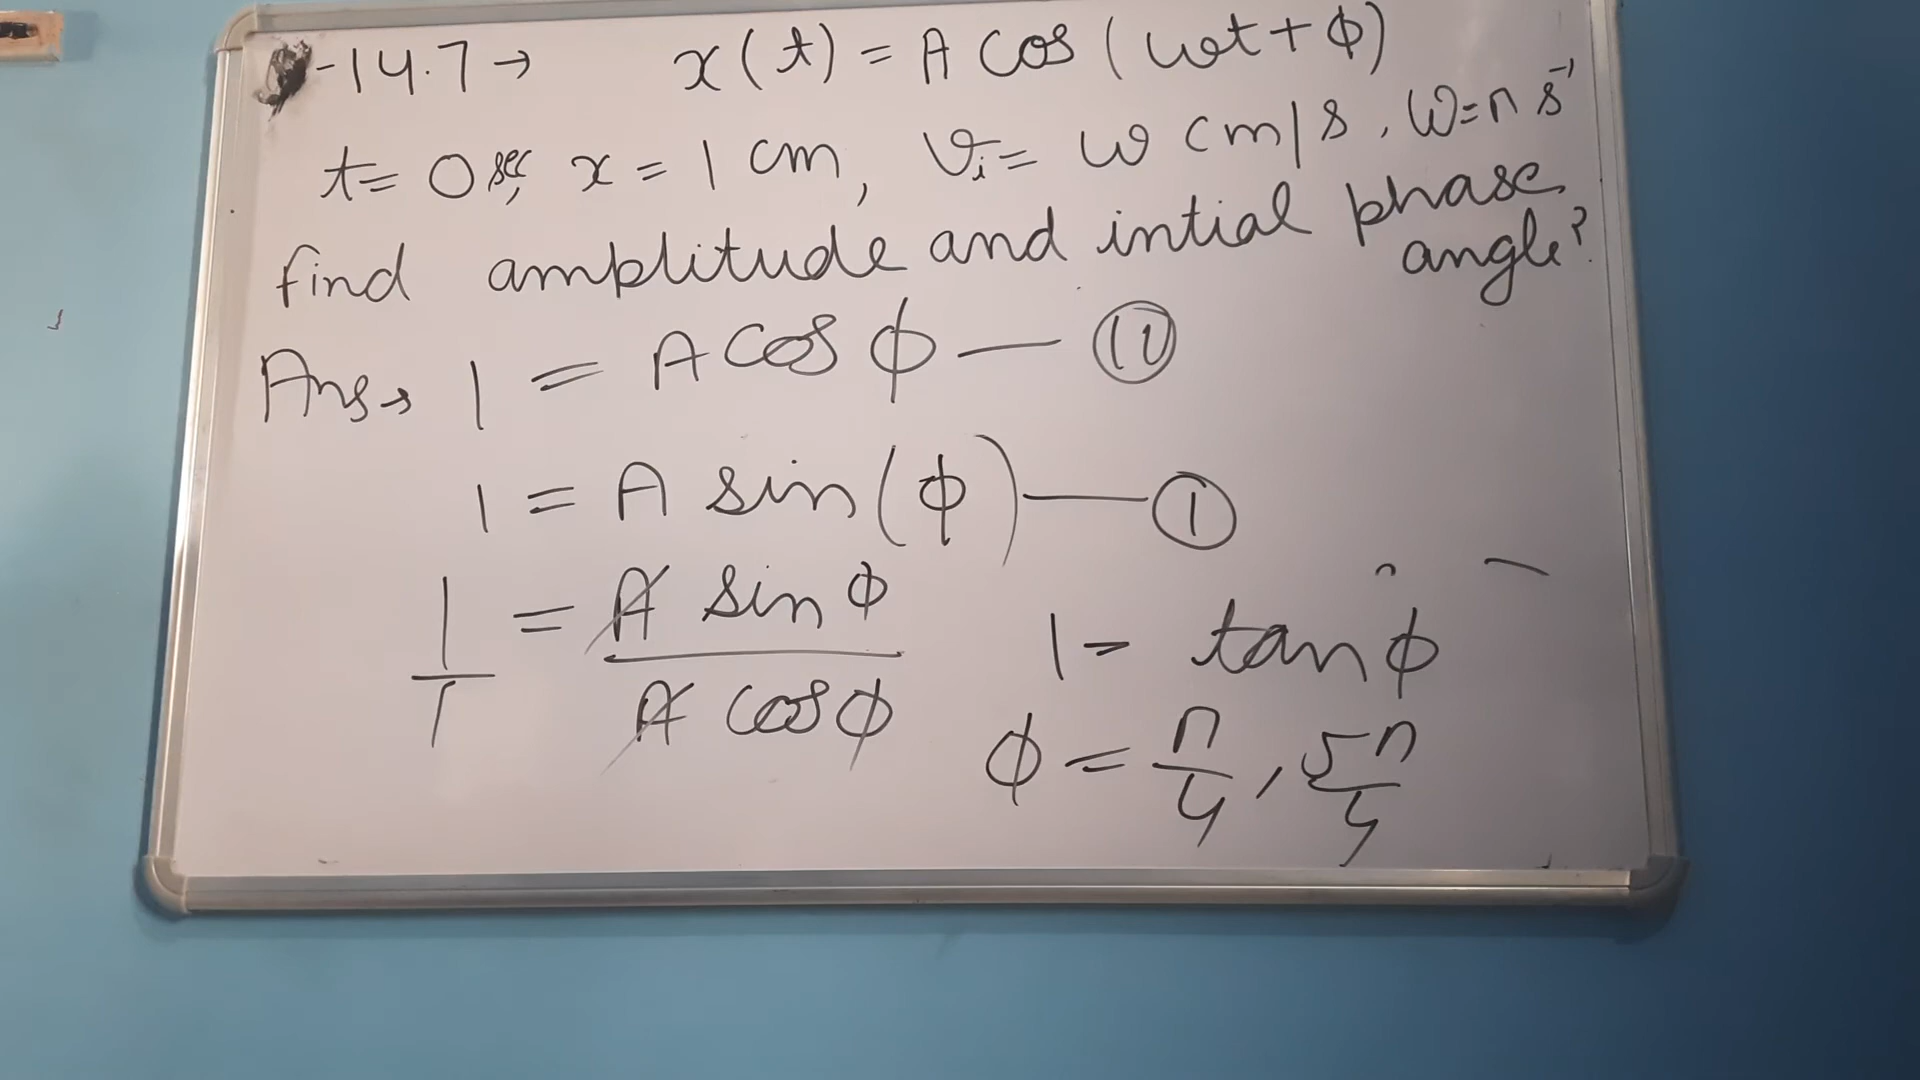 -14.7→ x(t) = A cos(ωt + ϕ)
t= 0 sec, x = 1 cm, vᵢ= ω cm/s, ω=π s⁻¹
find amplitude and intial phase
angle?
Ans→ 1 = A cos ϕ — ⑪
1 = A sin(ϕ) — ①
1/1 = A sin ϕ / A cos ϕ 1 = tan ϕ
ϕ = π/4, 5π/4